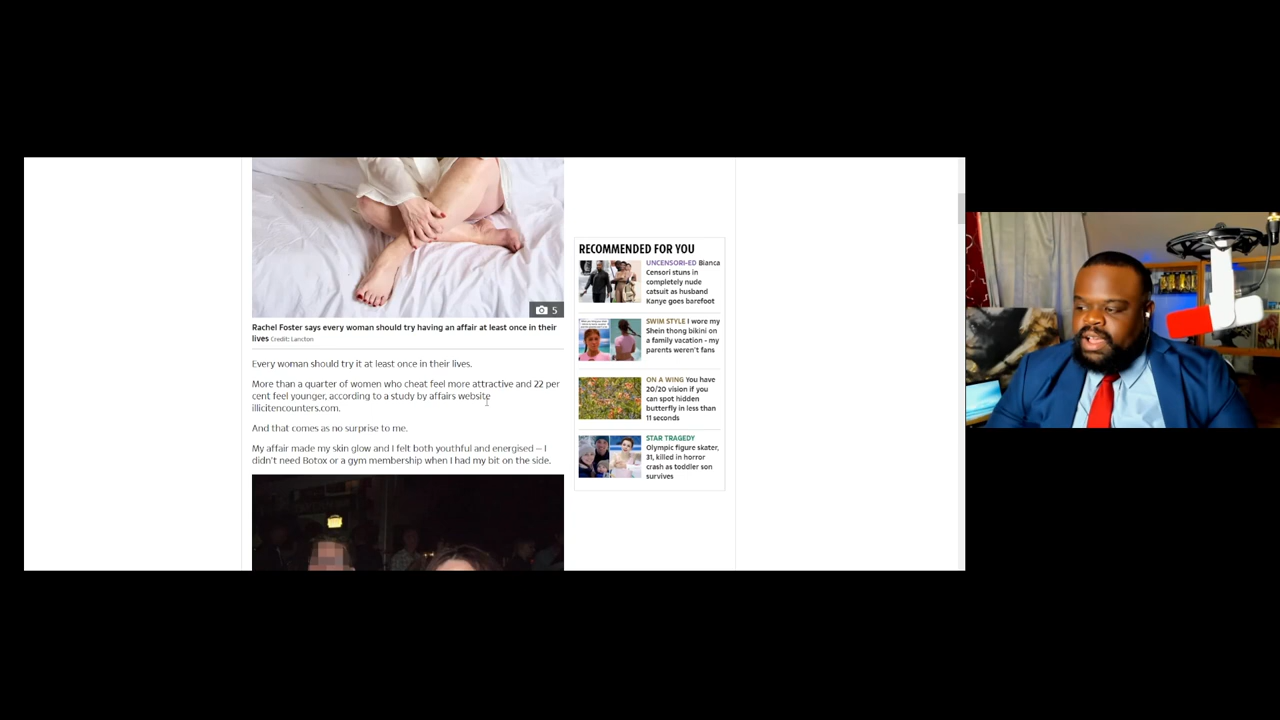 5
Rachel Foster says every woman should try having an affair at least once in their
lives Credit: Lancton
Every woman should try it at least once in their lives.
More than a quarter of women who cheat feel more attractive and 22 per
cent feel younger, according to a study by affairs website
illicitencounters.com.
And that comes as no surprise to me.
My affair made my skin glow and I felt both youthful and energised – I
didn't need Botox or a gym membership when I had my bit on the side.
RECOMMENDED FOR YOU
UNCENSORI-ED Bianca
Censori stuns in
completely nude
catsuit as husband
Kanye goes barefoot
SWIM STYLE I wore my
Shein thong bikini on
a family vacation - my
parents weren't fans
ON A WING You have
20/20 vision if you
can spot hidden
butterfly in less than
11 seconds
STAR TRAGEDY
Olympic figure skater,
31, killed in horror
crash as toddler son
survives